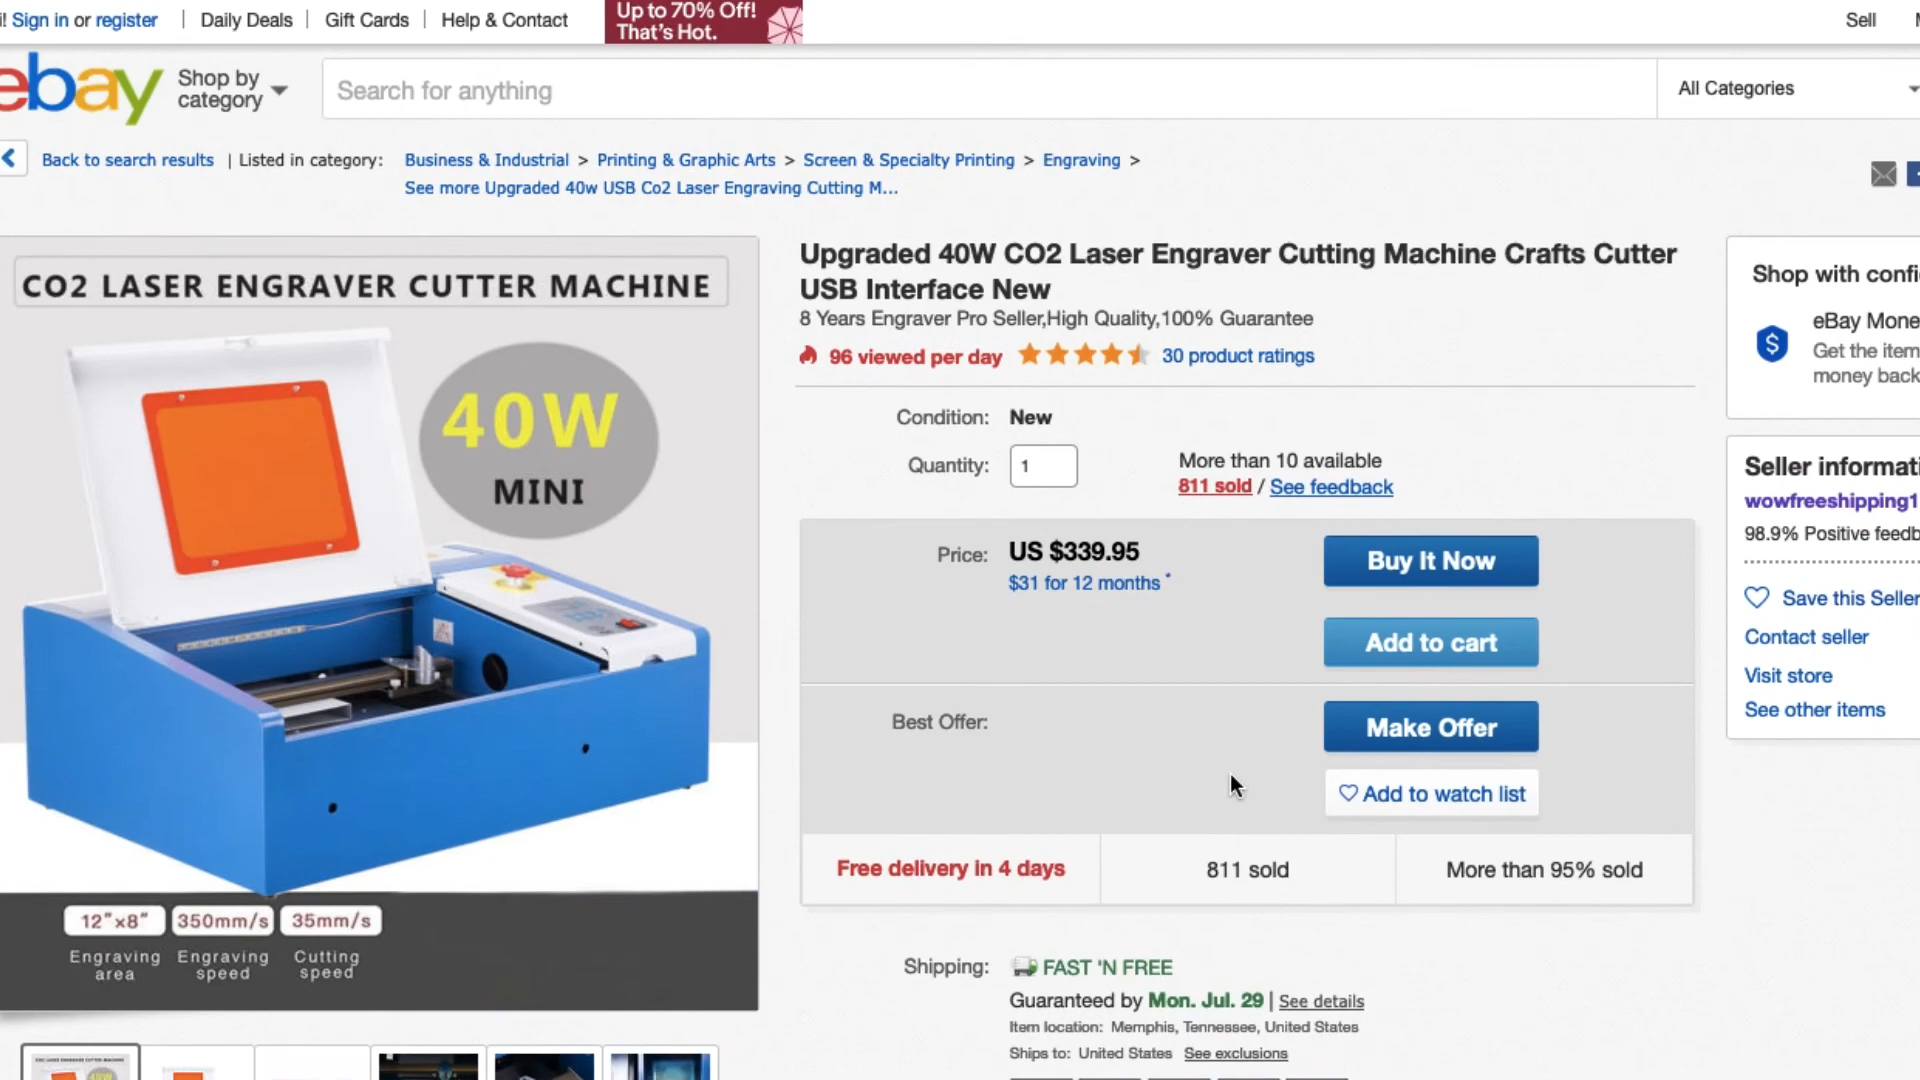 Sign in or register
Daily Deals
Gift Cards
Help & Contact
Up to 70% Off!
That's Hot.
Sell
ebay
Shop by
category
Search for anything
All Categories
Back to search results | Listed in category:
Business & Industrial > Printing & Graphic Arts > Screen & Specialty Printing > Engraving >
See more Upgraded 40w USB Co2 Laser Engraving Cutting M...
CO2 LASER ENGRAVER CUTTER MACHINE
40W
MINI
12"x8"
350mm/s
35mm/s
Engraving
area
Engraving
speed
Cutting
speed
Upgraded 40W CO2 Laser Engraver Cutting Machine Crafts Cutter
USB Interface New
8 Years Engraver Pro Seller,High Quality,100% Guarantee
96 viewed per day
30 product ratings
Condition: New
Quantity: 1
More than 10 available
811 sold / See feedback
Price: US $339.95
$31 for 12 months *
Buy It Now
Add to cart
Best Offer:
Make Offer
Add to watch list
Free delivery in 4 days
811 sold
More than 95% sold
Shipping: FAST 'N FREE
Guaranteed by Mon. Jul. 29 | See details
Item location: Memphis, Tennessee, United States
Ships to: United States See exclusions
Shop with confi
eBay Mone
Get the item
money back
Seller informati
wowfreeshipping1
98.9% Positive feedb
Save this Seller
Contact seller
Visit store
See other items